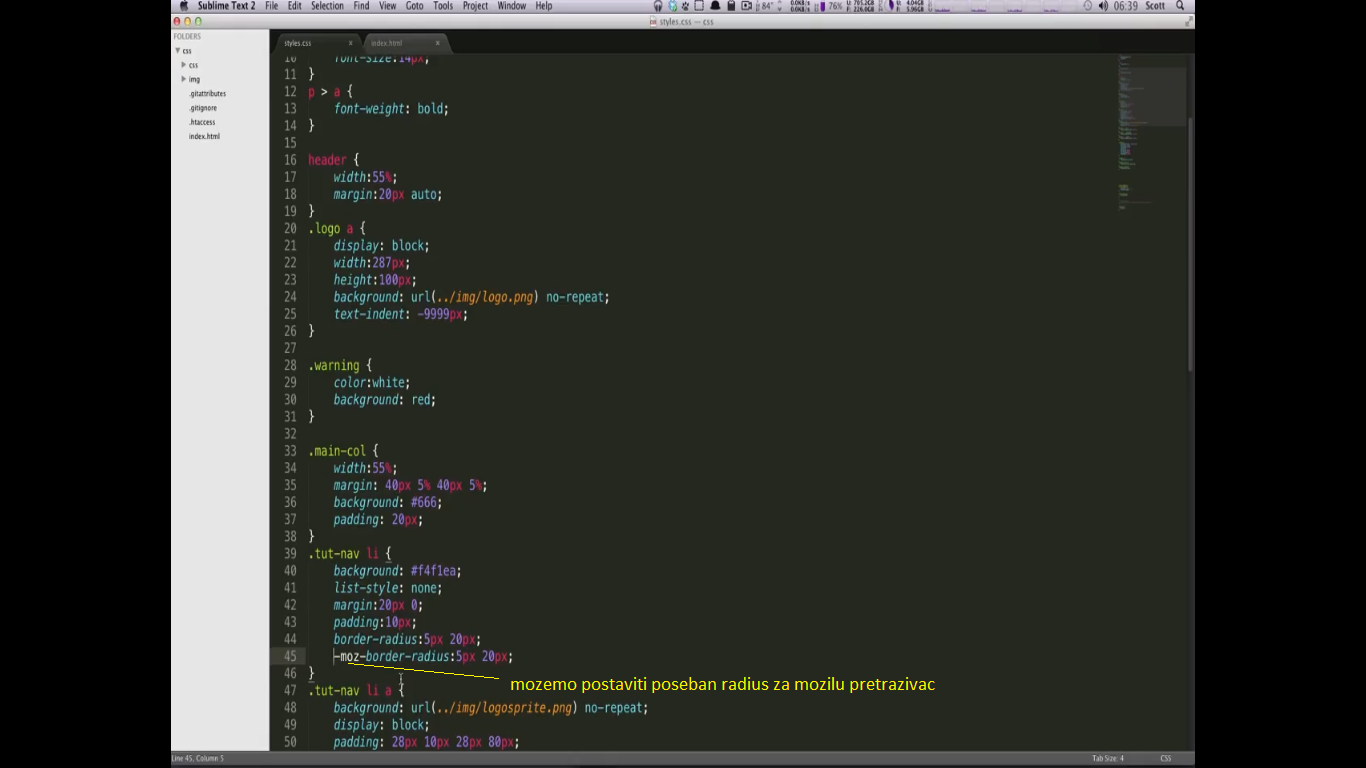 Sublime Text 2 File Edit Selection Find View Goto Tools Project Window Help 84° 76% Scott 06:39
styles.css — css
FOLDERS
css
css
img
.gitattributes
.gitignore
.htaccess
index.html
styles.css × index.html ×
10 font-size:14px;
11 }
12 p > a {
13 font-weight: bold;
14 }
15
16 header {
17 width:55%;
18 margin:20px auto;
19 }
20 .logo a {
21 display: block;
22 width:287px;
23 height:100px;
24 background: url(../img/logo.png) no-repeat;
25 text-indent: -9999px;
26 }
27
28 .warning {
29 color:white;
30 background: red;
31 }
32
33 .main-col {
34 width:55%;
35 margin: 40px 5% 40px 5%;
36 background: #666;
37 padding: 20px;
38 }
39 .tut-nav li {
40 background: #f4f1ea;
41 list-style: none;
42 margin:20px 0;
43 padding:10px;
44 border-radius:5px 20px;
45 -moz-border-radius:5px 20px;
46 }
mozemo postaviti poseban radius za mozilu pretrazivac
47 .tut-nav li a {
48 background: url(../img/logosprite.png) no-repeat;
49 display: block;
50 padding: 28px 10px 28px 80px;
Line 45, Column 5 Tab Size: 4 CSS